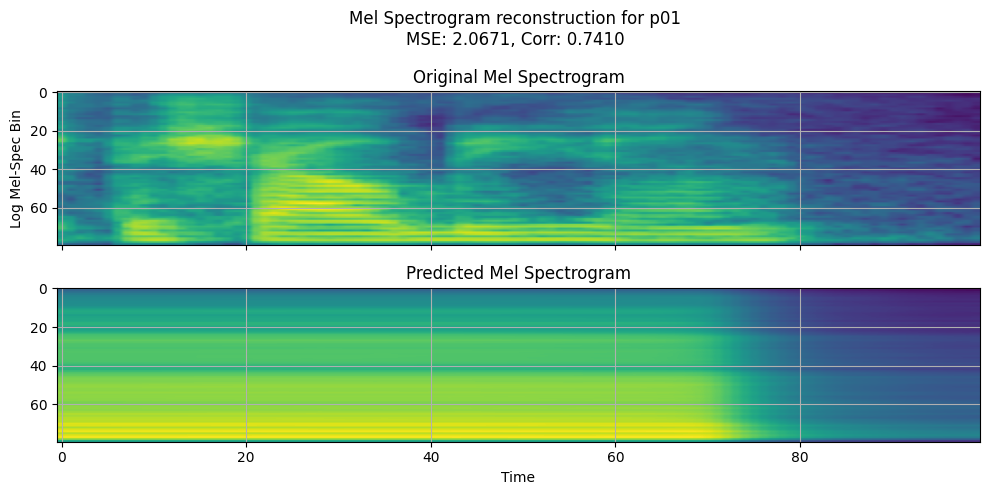 Mel Spectrogram reconstruction for p01
MSE: 2.0671, Corr: 0.7410
Original Mel Spectrogram
Log Mel-Spec Bin
0
20
40
60
Predicted Mel Spectrogram
0
20
40
60
0 20 40 60 80
Time